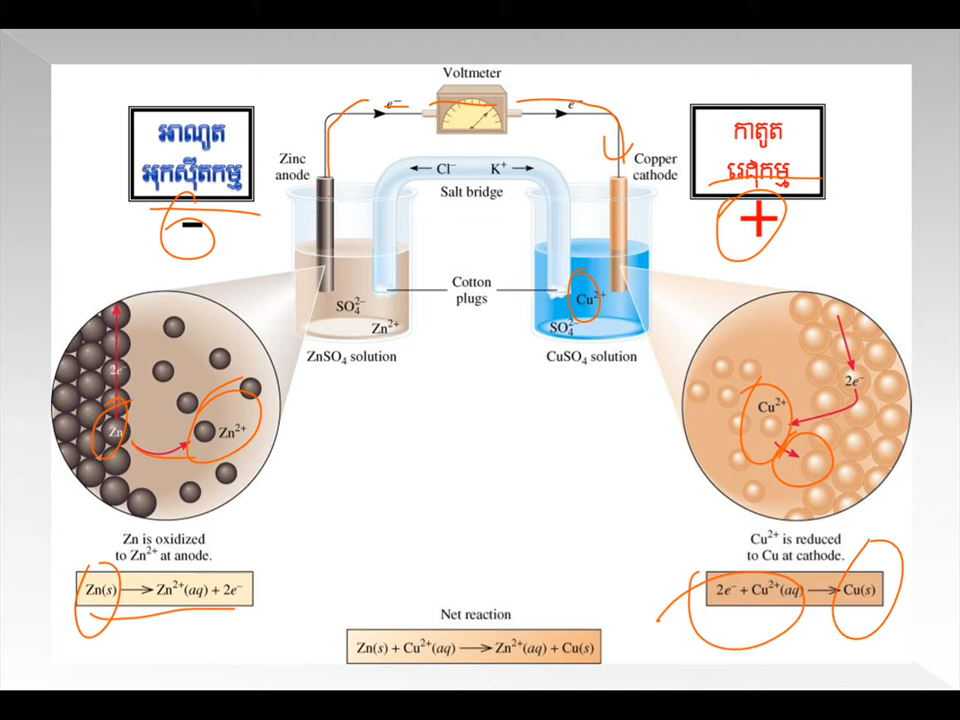 Voltmeter
e⁻
e⁻
អាណូត
អុកស៊ីតកម្ម
-
កាតូត
រេដុកម្ម
+
Zinc
anode
Cl⁻
K⁺
Salt bridge
Copper
cathode
Cotton
plugs
SO₄²⁻
Zn²⁺
Cu²⁺
SO₄²⁻
ZnSO₄ solution
CuSO₄ solution
2e⁻
Zn
Zn²⁺
2e⁻
Cu²⁺
Zn is oxidized
to Zn²⁺ at anode.
Cu²⁺ is reduced
to Cu at cathode.
Zn(s) ⟶ Zn²⁺(aq) + 2e⁻
2e⁻ + Cu²⁺(aq) ⟶ Cu(s)
Net reaction
Zn(s) + Cu²⁺(aq) ⟶ Zn²⁺(aq) + Cu(s)